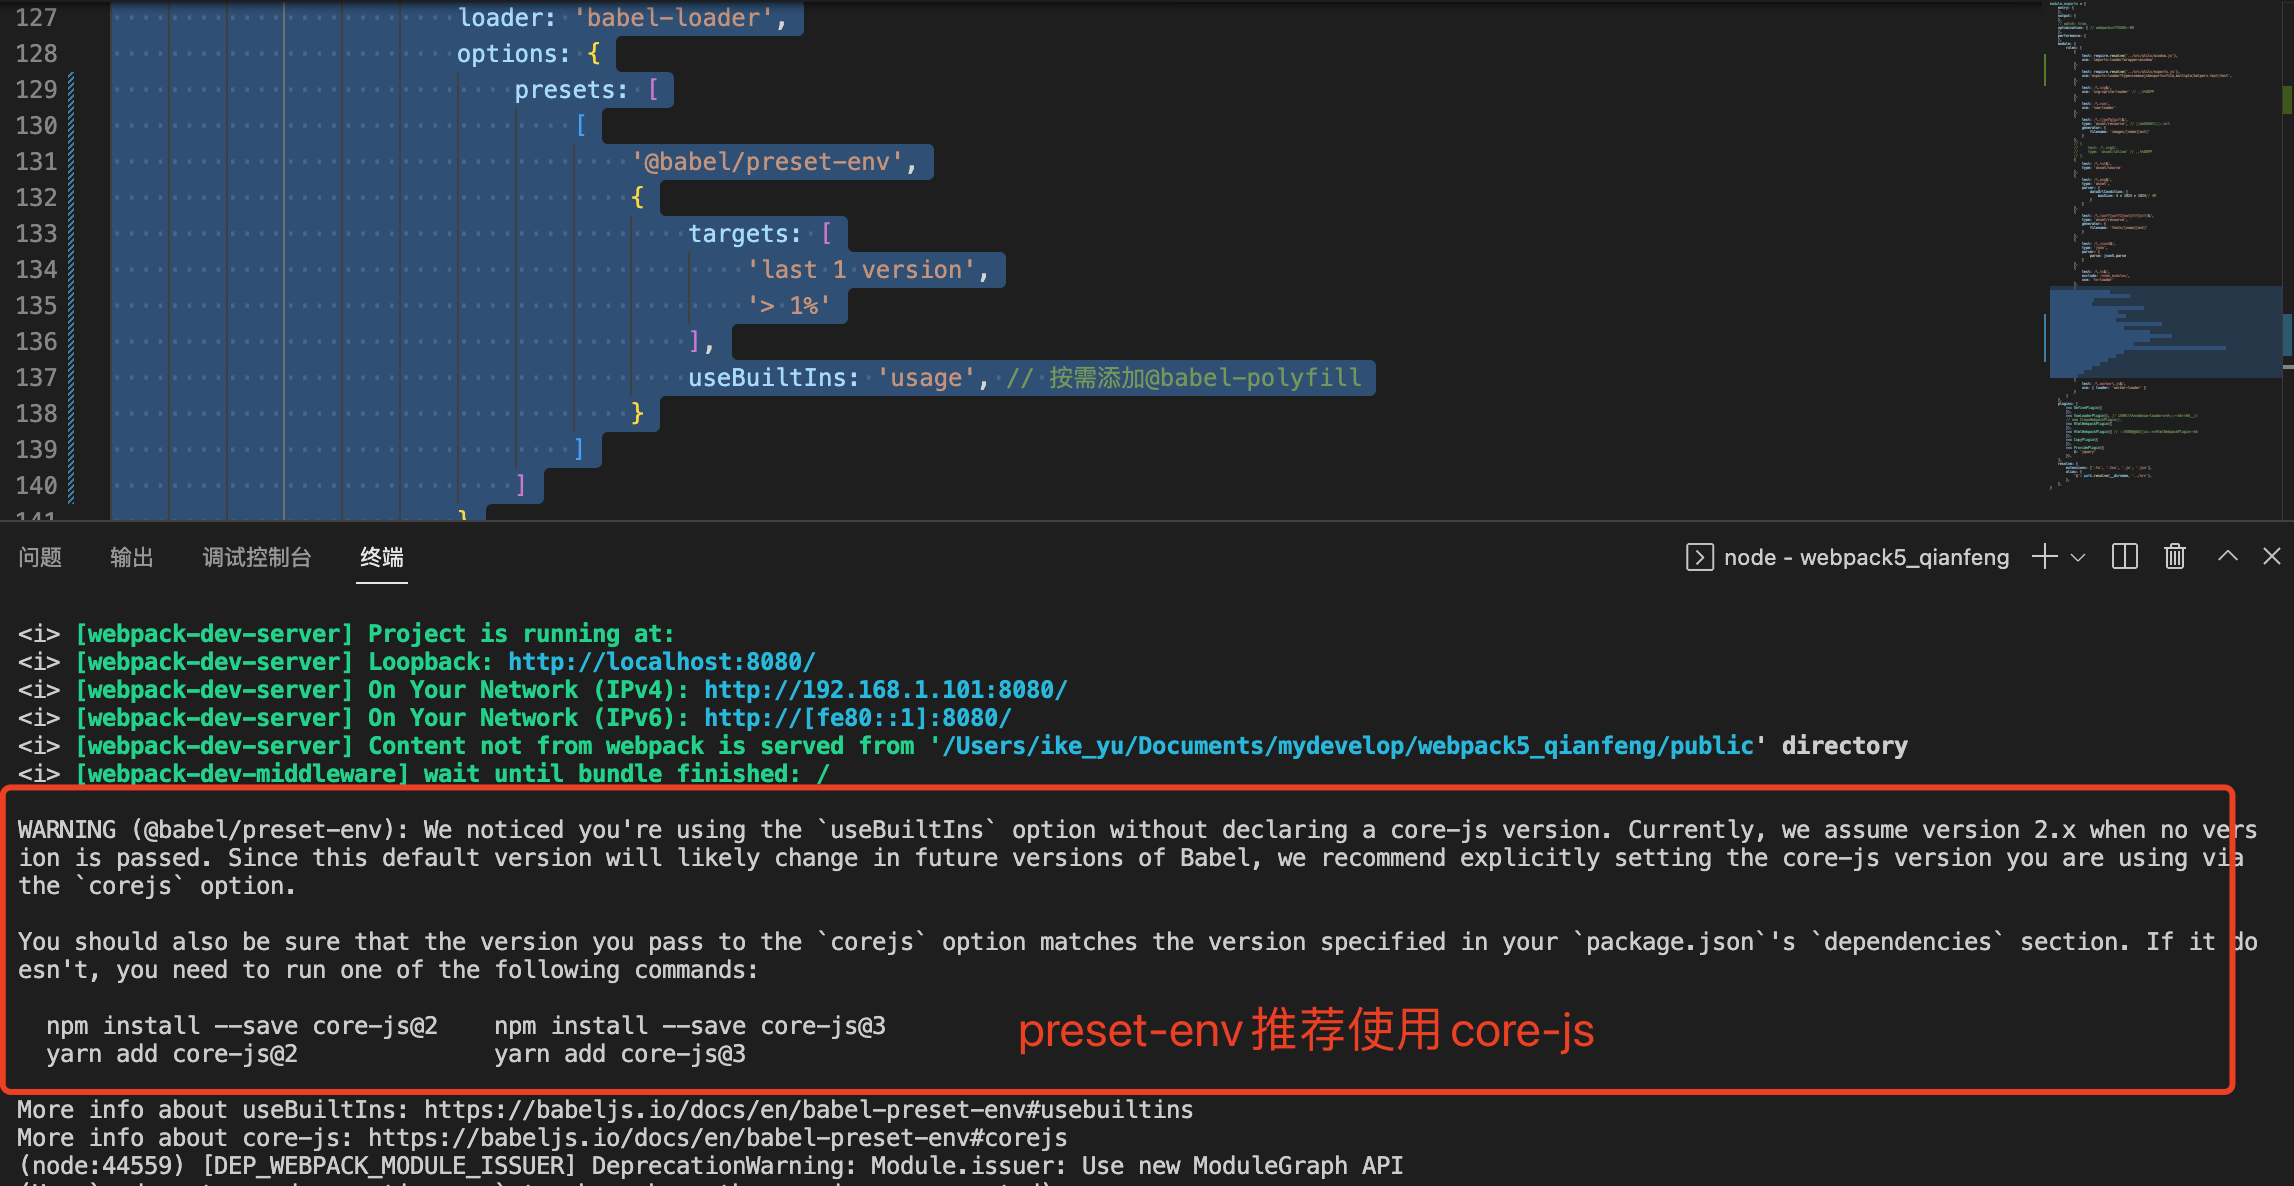 127 loader: 'babel-loader',
128 options: {
129 presets: [
130 [
131 '@babel/preset-env',
132 {
133 targets: [
134 'last 1 version',
135 '> 1%'
136 ],
137 useBuiltIns: 'usage', // 按需添加@babel-polyfill
138 }
139 ]
140 ]
141 }
问题 输出 调试控制台 终端 node - webpack5_qianfeng
<i> [webpack-dev-server] Project is running at:
<i> [webpack-dev-server] Loopback: http://localhost:8080/
<i> [webpack-dev-server] On Your Network (IPv4): http://192.168.1.101:8080/
<i> [webpack-dev-server] On Your Network (IPv6): http://[fe80::1]:8080/
<i> [webpack-dev-server] Content not from webpack is served from '/Users/ike_yu/Documents/mydevelop/webpack5_qianfeng/public' directory
<i> [webpack-dev-middleware] wait until bundle finished: /
WARNING (@babel/preset-env): We noticed you're using the `useBuiltIns` option without declaring a core-js version. Currently, we assume version 2.x when no vers
ion is passed. Since this default version will likely change in future versions of Babel, we recommend explicitly setting the core-js version you are using via
the `corejs` option.
You should also be sure that the version you pass to the `corejs` option matches the version specified in your `package.json`'s `dependencies` section. If it do
esn't, you need to run one of the following commands:
npm install --save core-js@2 npm install --save core-js@3
yarn add core-js@2 yarn add core-js@3
preset-env推荐使用core-js
More info about useBuiltIns: https://babeljs.io/docs/en/babel-preset-env#usebuiltins
More info about core-js: https://babeljs.io/docs/en/babel-preset-env#corejs
(node:44559) [DEP_WEBPACK_MODULE_ISSUER] DeprecationWarning: Module.issuer: Use new ModuleGraph API